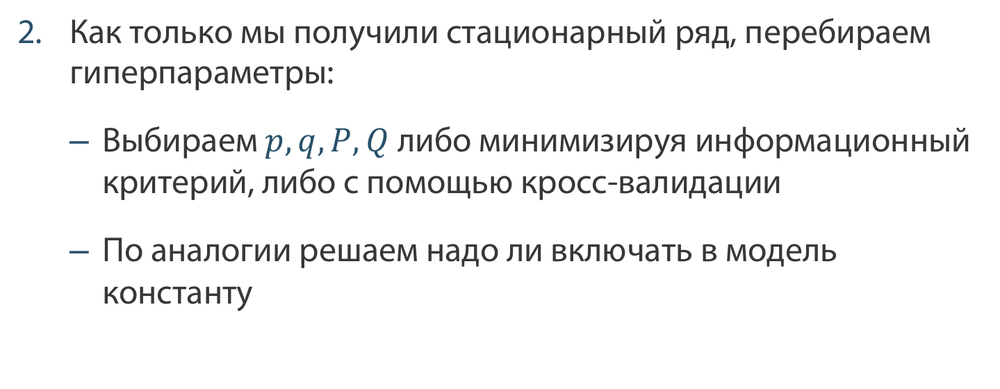 2. Как только мы получили стационарный ряд, перебираем
гиперпараметры:
– Выбираем p, q, P, Q либо минимизируя информационный
критерий, либо с помощью кросс-валидации
– По аналогии решаем надо ли включать в модель
константу